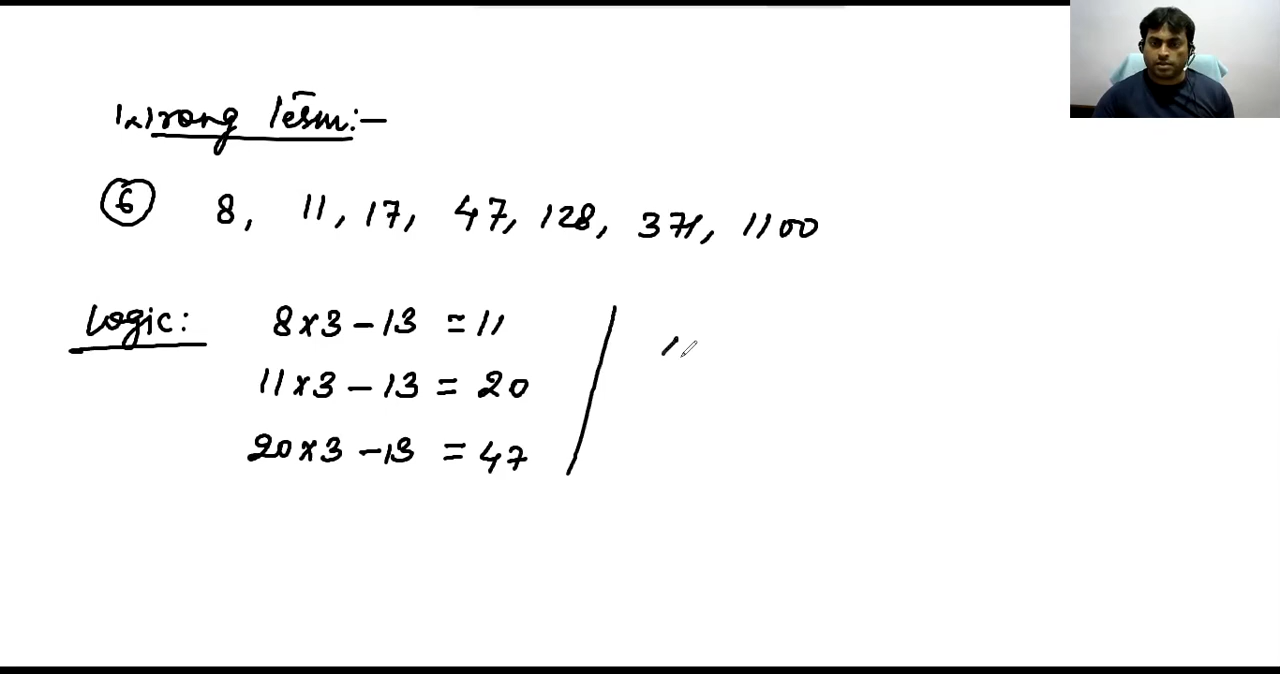 Wrong Term:-
6 8, 11, 17, 47, 128, 371, 1100
Logic: 8×3-13 = 11
11×3-13 = 20
20×3-13 = 47